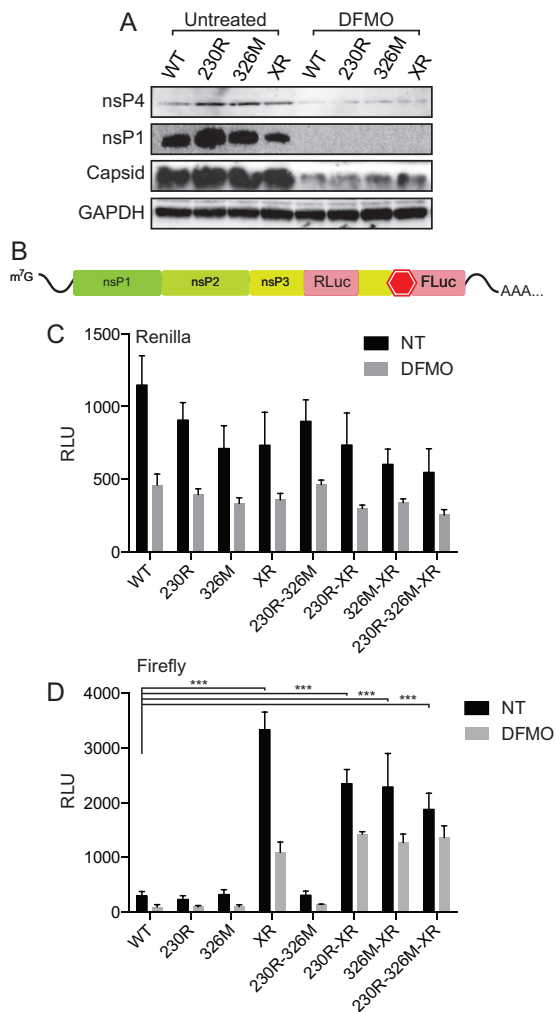 A
Untreated DFMO
WT 230R 326M XR WT 230R 326M XR
nsP4
nsP1
Capsid
GAPDH
B
m⁷G nsP1 nsP2 nsP3 RLuc FLuc AAA...
C
Renilla
NT
DFMO
1500
1000
500
0
RLU
WT 230R 326M XR 230R-326M 230R-XR 326M-XR 230R-326M-XR
Firefly
D
*** *** *** ***
NT
DFMO
4000
3000
2000
1000
0
RLU
WT 230R 326M XR 230R-326M 230R-XR 326M-XR 230R-326M-XR